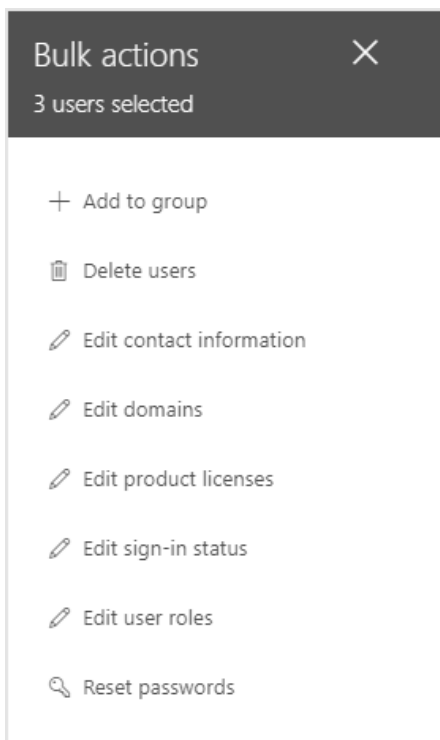 Bulk actions
3 users selected
Add to group
Delete users
Edit contact information
Edit domains
Edit product licenses
Edit sign-in status
Edit user roles
Reset passwords